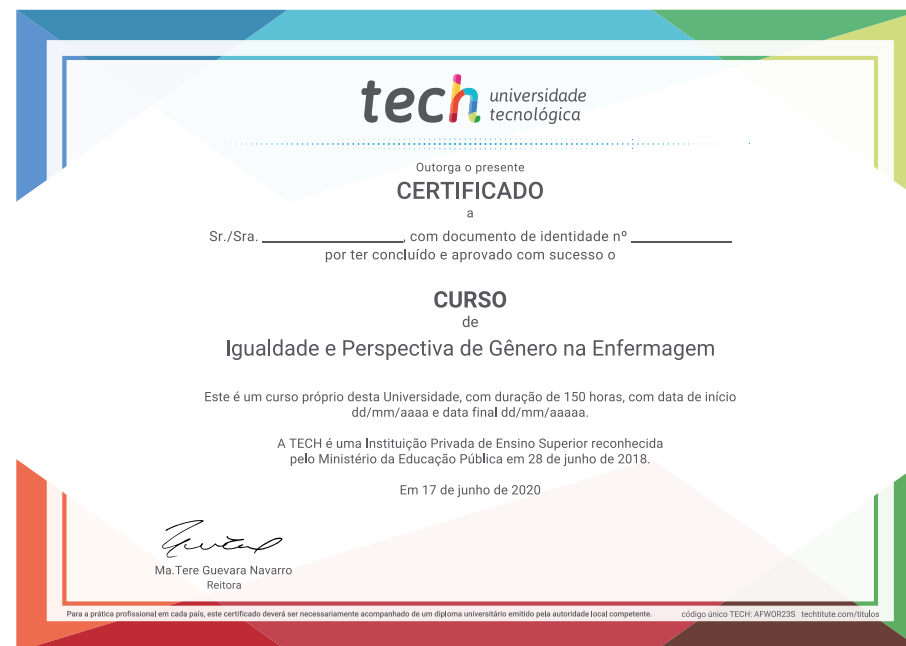 tech universidade
tecnológica
Outorga o presente
CERTIFICADO
a
Sr./Sra. ____________, com documento de identidade nº ____________
por ter concluído e aprovado com sucesso o
CURSO
de
Igualdade e Perspectiva de Gênero na Enfermagem
Este é um curso próprio desta Universidade, com duração de 150 horas, com data de início
dd/mm/aaaa e data final dd/mm/aaaaa.
A TECH é uma Instituição Privada de Ensino Superior reconhecida
pelo Ministério da Educação Pública em 28 de junho de 2018.
Em 17 de junho de 2020
Ma.Tere Guevara Navarro
Reitora
Para a prática profissional em cada país, este certificado deverá ser necessariamente acompanhado de um diploma universitário emitido pela autoridade local competente. código único TECH: AFWOR23S techtitute.com/titulos